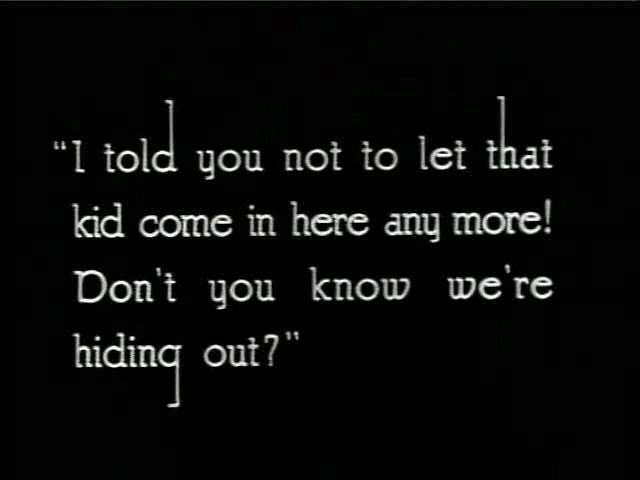 "I told you not to let that
kid come in here any more!
Don't you know we're
hiding out?"